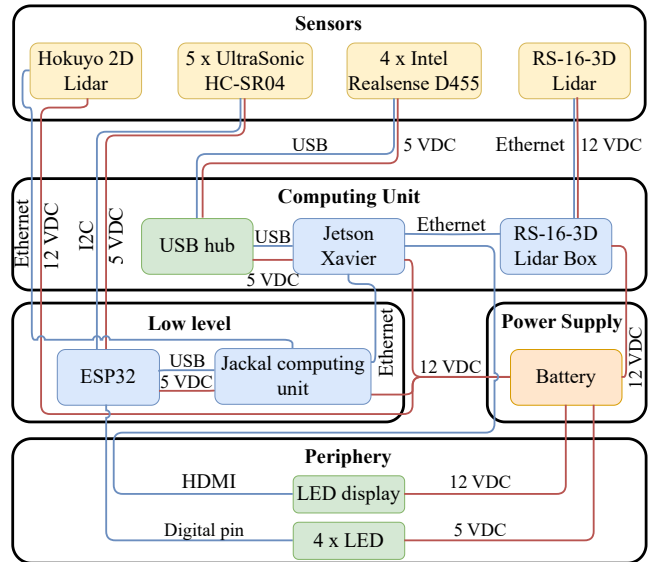 Sensors
Hokuyo 2D
Lidar
5 x UltraSonic
HC-SR04
4 x Intel
Realsense D455
RS-16-3D
Lidar
USB
5 VDC
Ethernet
12 VDC
Ethernet
12 VDC
I2C
5 VDC
Computing Unit
USB hub
USB
5 VDC
Jetson
Xavier
Ethernet
RS-16-3D
Lidar Box
Low level
ESP32
USB
5 VDC
Jackal computing
unit
Ethernet
12 VDC
Power Supply
Battery
12 VDC
Periphery
HDMI
LED display
12 VDC
Digital pin
4 x LED
5 VDC